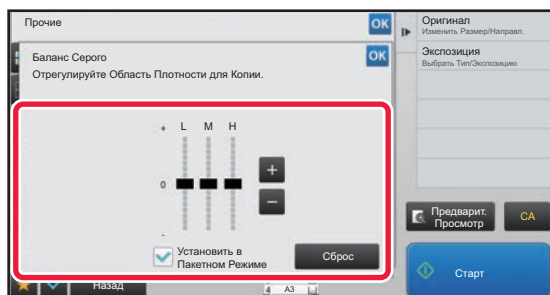 Прочие
OK
Баланс Серого
OK
Отрегулируйте Область Плотности для Копии.
+ L M H
0
-
+
−
Установить в
Пакетном Режиме
Сброс
Назад
4 A3
Оригинал
Изменить Размер/Направл.
Экспозиция
Выбрать Тип/Экспозицию
Предварит.
Просмотр
CA
Старт